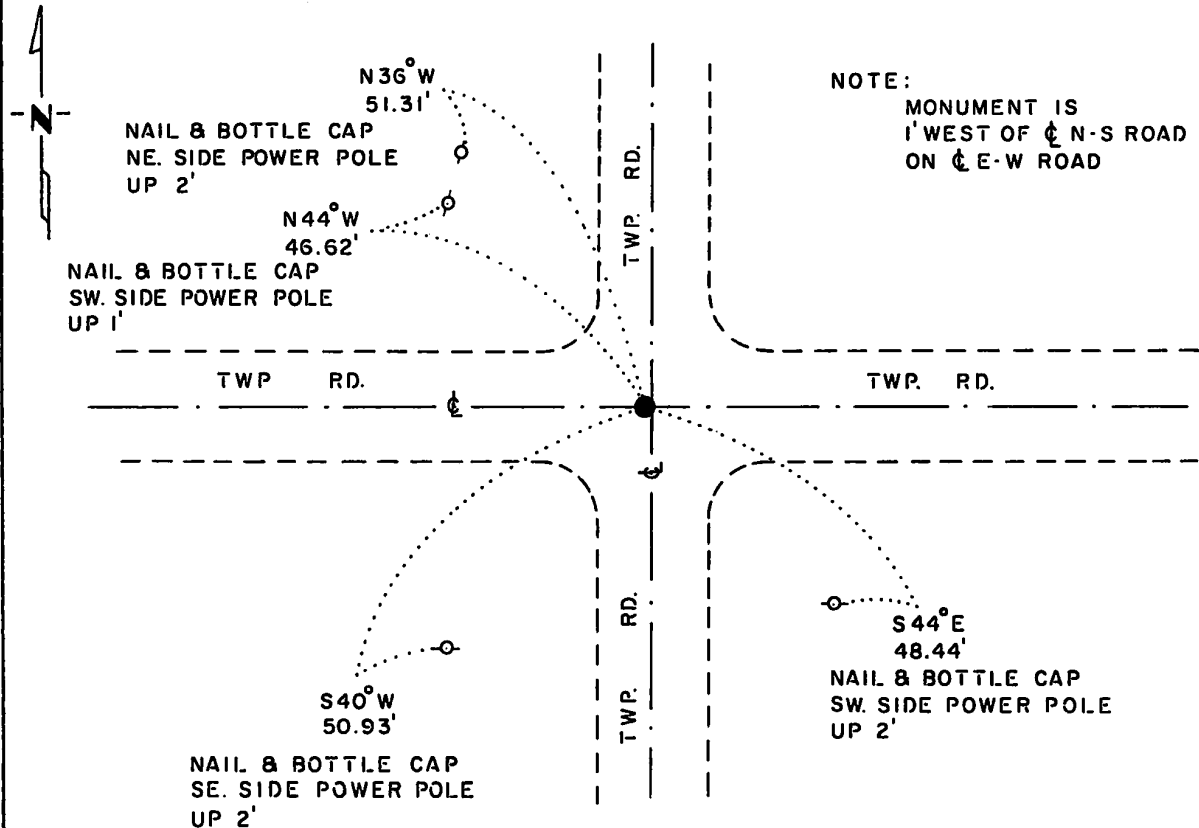 N
N36°W
51.31'
NAIL & BOTTLE CAP
NE. SIDE POWER POLE
UP 2'
N44°W
46.62'
NAIL & BOTTLE CAP
SW. SIDE POWER POLE
UP 1'
NOTE:
MONUMENT IS
1' WEST OF ℄ N-S ROAD
ON ℄ E-W ROAD
TWP. RD.
TWP RD.
TWP. RD.
℄
℄
TWP. RD.
S40°W
50.93'
NAIL & BOTTLE CAP
SE. SIDE POWER POLE
UP 2'
S44°E
48.44'
NAIL & BOTTLE CAP
SW. SIDE POWER POLE
UP 2'